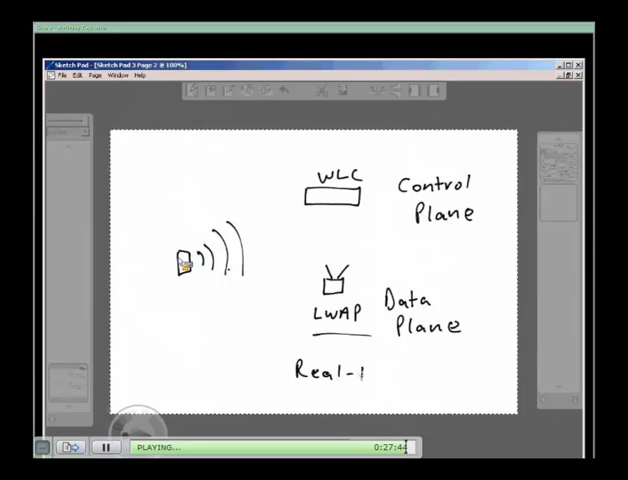 Sketch Pad - [Sketch Pad 3 Page 2 @ 100%]
File Edit Page Window Help
WLC
Control
Plane
LWAP
Data
Plane
Real-
PLAYING...
0:27:44